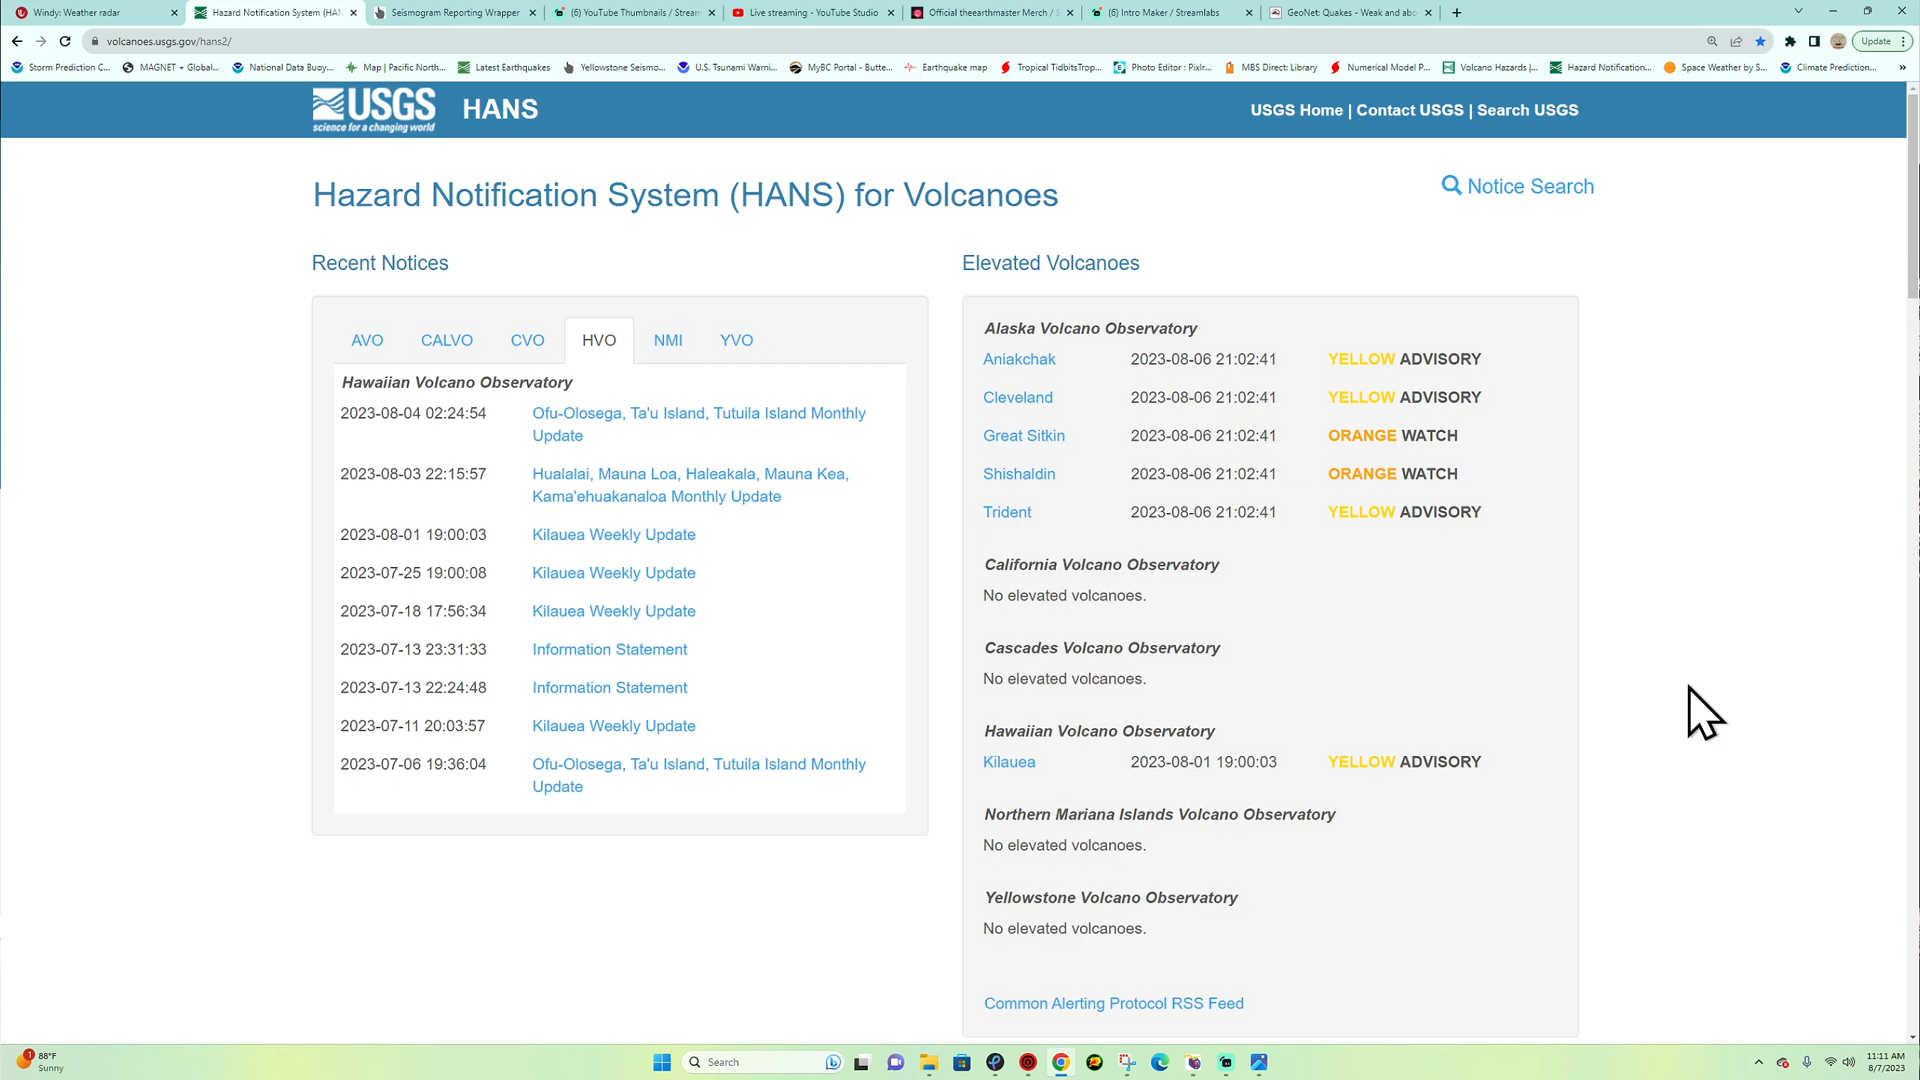 Windy: Weather radar
Hazard Notification System (HAN
Seismogram Reporting Wrapper
(6) YouTube Thumbnails / Stream
Live streaming - YouTube Studio
Official theearthmaster Merch / S
(6) Intro Maker / Streamlabs
GeoNet: Quakes - Weak and abo
volcanoes.usgs.gov/hans2/
Update
Storm Prediction C...
MAGNET + Global...
National Data Buoy...
Map | Pacific North...
Latest Earthquakes
Yellowstone Seismo...
U.S. Tsunami Warni...
MyBC Portal - Butte...
Earthquake map
Tropical TidbitsTrop...
Photo Editor : Pixlr...
MBS Direct: Library
Numerical Model P...
Volcano Hazards |...
Hazard Notification...
Space Weather by S...
Climate Prediction...
USGS
science for a changing world
HANS
USGS Home | Contact USGS | Search USGS
Hazard Notification System (HANS) for Volcanoes
Notice Search
Recent Notices
AVO CALVO CVO HVO NMI YVO
Hawaiian Volcano Observatory
2023-08-04 02:24:54 Ofu-Olosega, Ta'u Island, Tutuila Island Monthly
Update
2023-08-03 22:15:57 Hualalai, Mauna Loa, Haleakala, Mauna Kea,
Kama'ehuakanaloa Monthly Update
2023-08-01 19:00:03 Kilauea Weekly Update
2023-07-25 19:00:08 Kilauea Weekly Update
2023-07-18 17:56:34 Kilauea Weekly Update
2023-07-13 23:31:33 Information Statement
2023-07-13 22:24:48 Information Statement
2023-07-11 20:03:57 Kilauea Weekly Update
2023-07-06 19:36:04 Ofu-Olosega, Ta'u Island, Tutuila Island Monthly
Update
Elevated Volcanoes
Alaska Volcano Observatory
Aniakchak 2023-08-06 21:02:41 YELLOW ADVISORY
Cleveland 2023-08-06 21:02:41 YELLOW ADVISORY
Great Sitkin 2023-08-06 21:02:41 ORANGE WATCH
Shishaldin 2023-08-06 21:02:41 ORANGE WATCH
Trident 2023-08-06 21:02:41 YELLOW ADVISORY
California Volcano Observatory
No elevated volcanoes.
Cascades Volcano Observatory
No elevated volcanoes.
Hawaiian Volcano Observatory
Kilauea 2023-08-01 19:00:03 YELLOW ADVISORY
Northern Mariana Islands Volcano Observatory
No elevated volcanoes.
Yellowstone Volcano Observatory
No elevated volcanoes.
Common Alerting Protocol RSS Feed
1
88°F
Sunny
Search
11:11 AM
8/7/2023